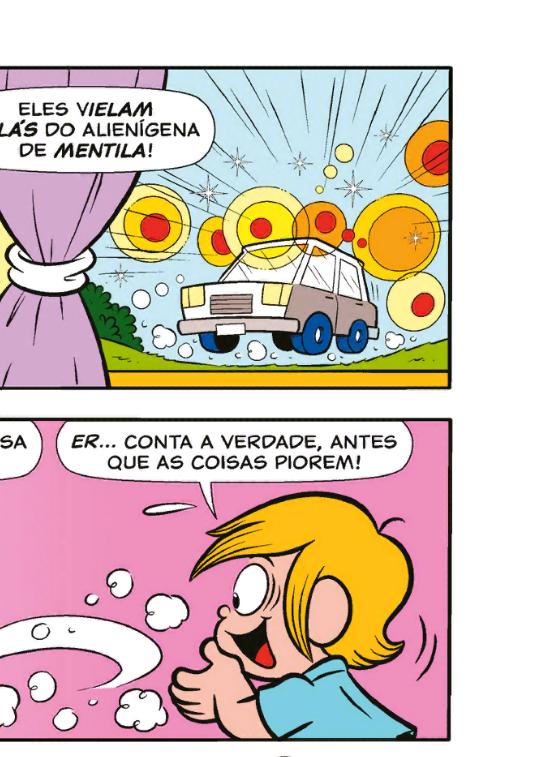 ELES VIELAM
LÁS DO ALIENÍGENA
DE MENTILA!
SA
ER... CONTA A VERDADE, ANTES
QUE AS COISAS PIOREM!